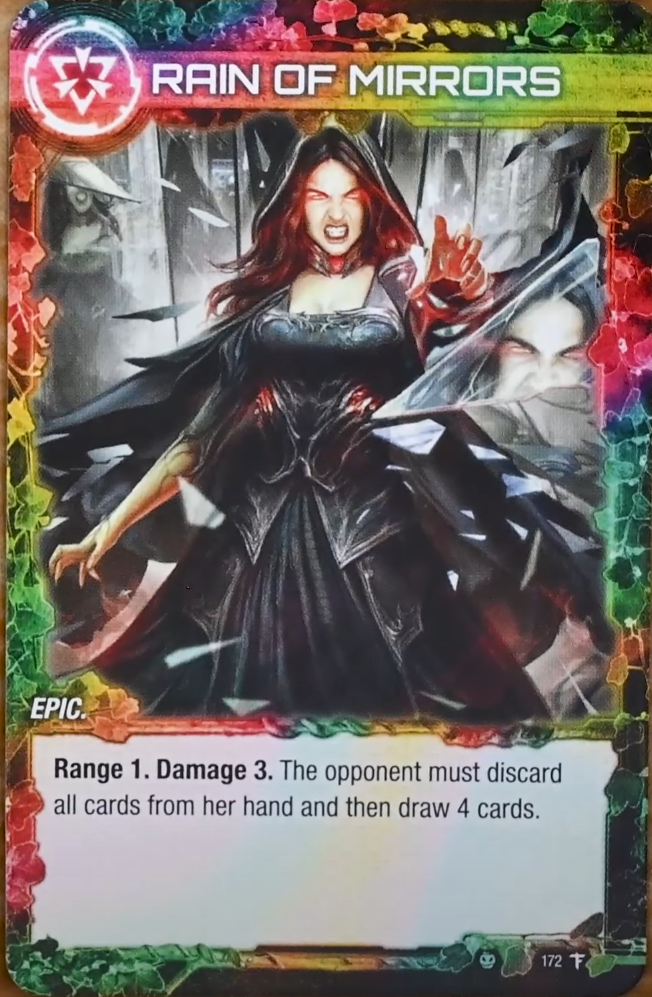 RAIN OF MIRRORS
EPIC.
Range 1. Damage 3. The opponent must discard
all cards from her hand and then draw 4 cards.
172